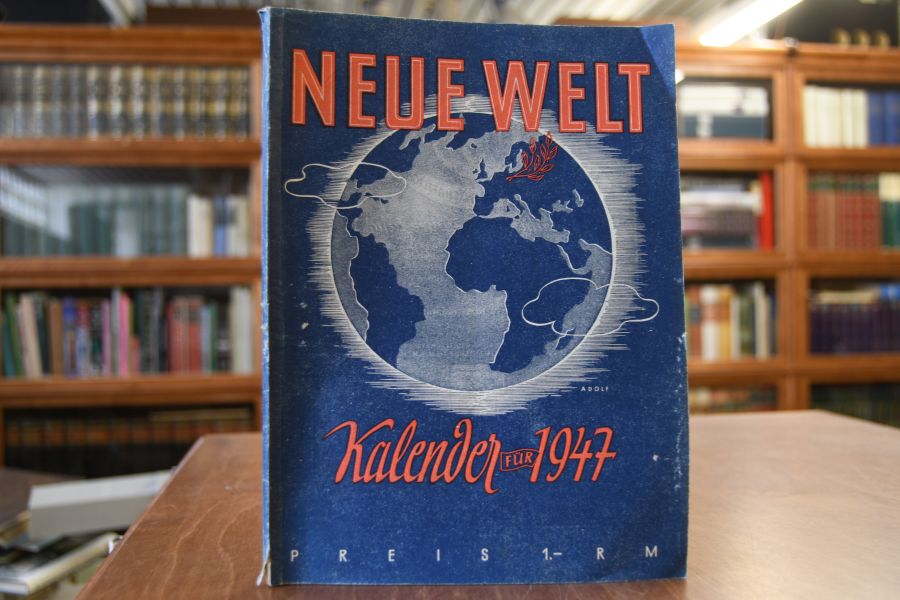 NEUE WELT
ADOLF
Kalender FÜR 1947
PREIS 1.- RM